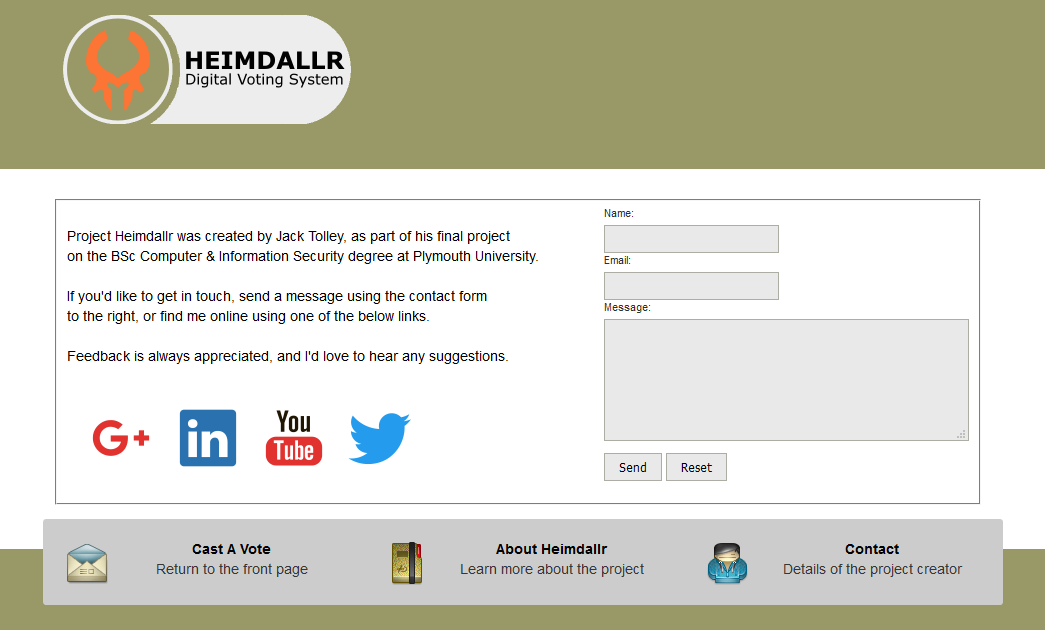 HEIMDALLR
Digital Voting System
Project Heimdallr was created by Jack Tolley, as part of his final project
on the BSc Computer & Information Security degree at Plymouth University.
If you'd like to get in touch, send a message using the contact form
to the right, or find me online using one of the below links.
Feedback is always appreciated, and I'd love to hear any suggestions.
G+
in
You
Tube
Name:
Email:
Message:
Send Reset
Cast A Vote
Return to the front page
About Heimdallr
Learn more about the project
Contact
Details of the project creator